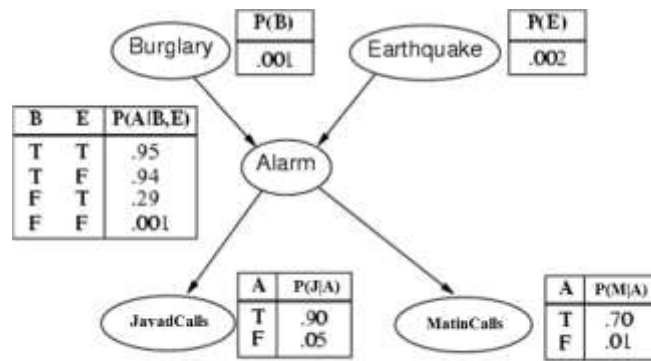 P(B)
Burglary
.001
P(E)
Earthquake
.002
B E P(A|B,E)
T T .95
T F .94
F T .29
F F .001
Alarm
A P(J|A)
T .90
F .05
JavadCalls
A P(M|A)
T .70
F .01
MatinCalls